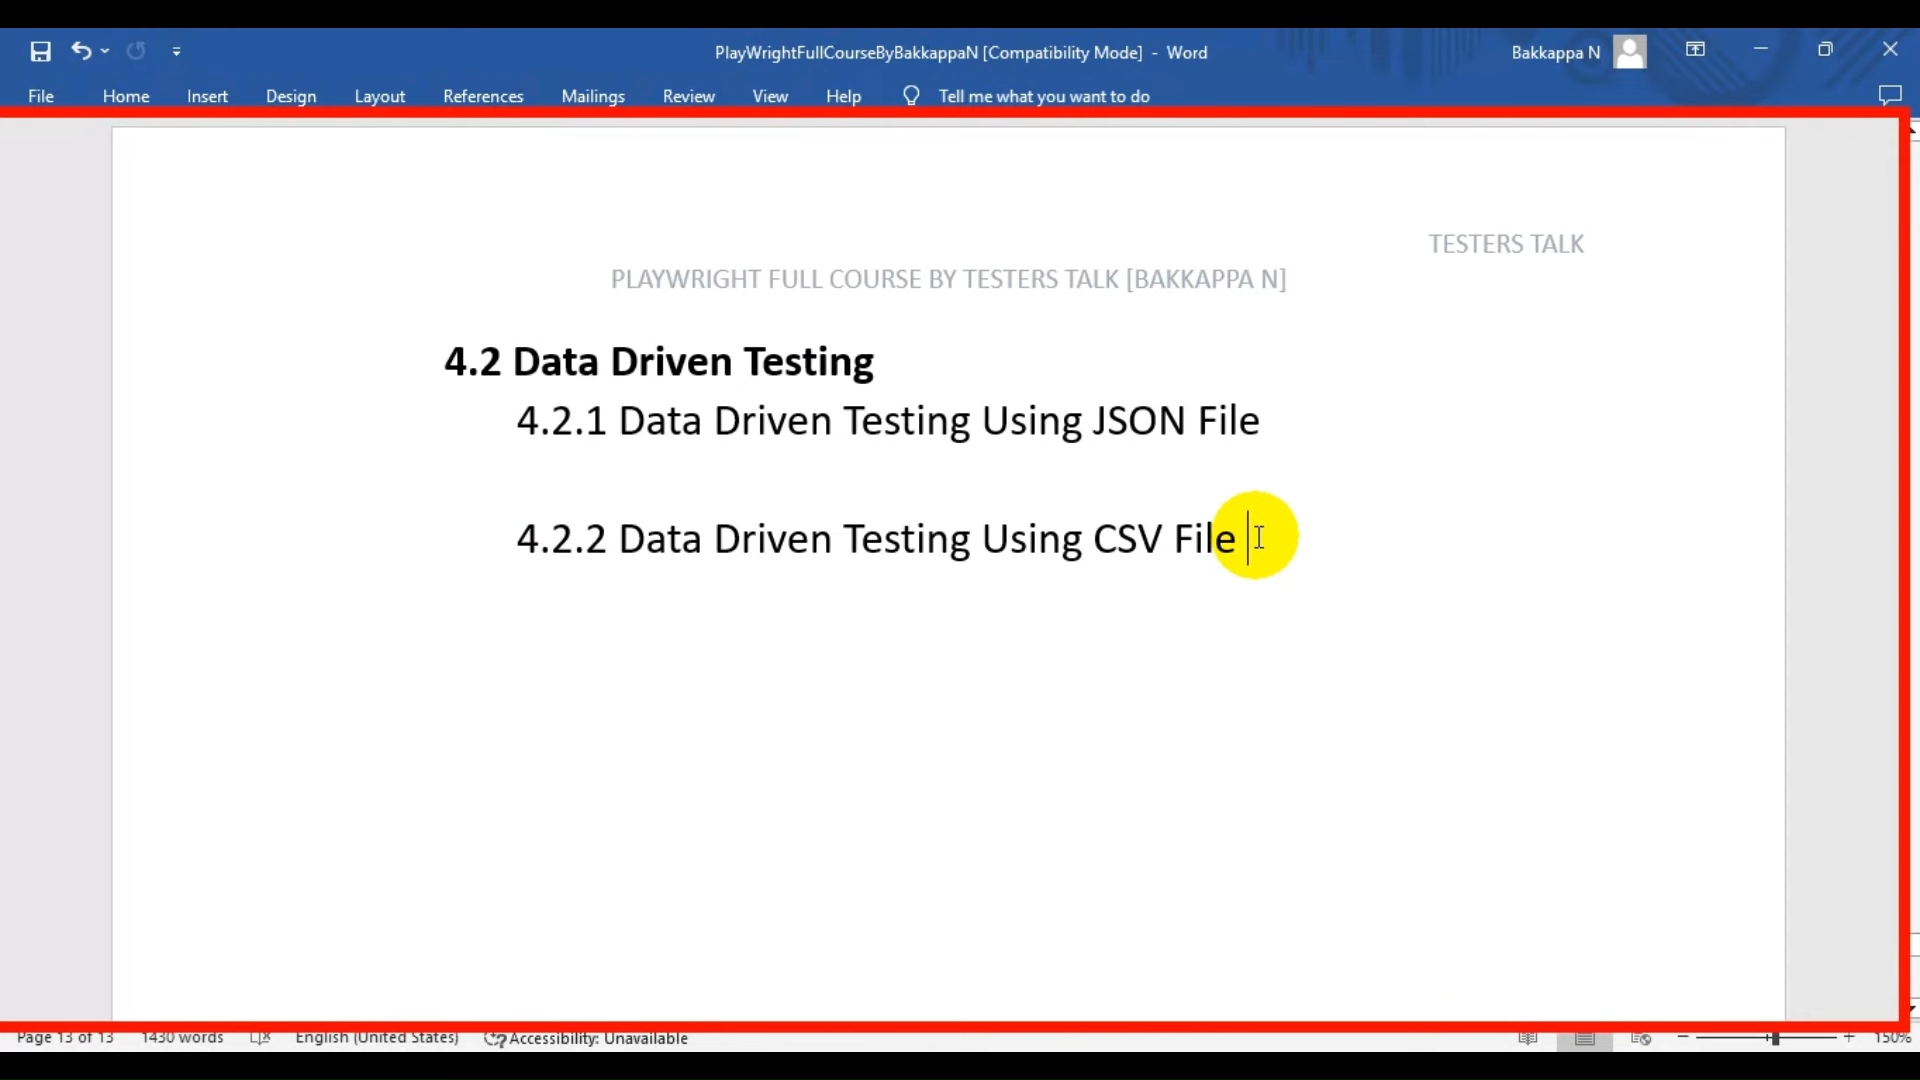 PlayWrightFullCourseByBakkappaN [Compatibility Mode] - Word
Bakkappa N
File Home Insert Design Layout References Mailings Review View Help Tell me what you want to do
TESTERS TALK
PLAYWRIGHT FULL COURSE BY TESTERS TALK [BAKKAPPA N]
4.2 Data Driven Testing
4.2.1 Data Driven Testing Using JSON File
4.2.2 Data Driven Testing Using CSV File
Page 13 of 13 1430 words English (United States) Accessibility: Unavailable 150%